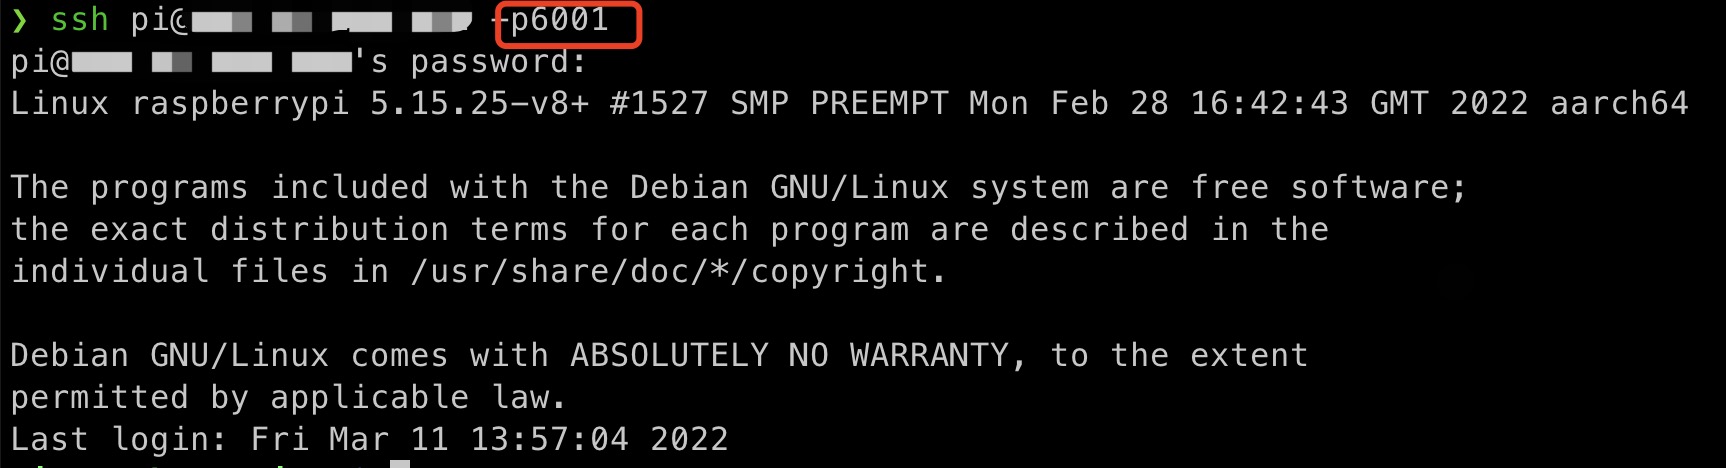 ❯ ssh pi@ -p6001
pi@ 's password:
Linux raspberrypi 5.15.25-v8+ #1527 SMP PREEMPT Mon Feb 28 16:42:43 GMT 2022 aarch64
The programs included with the Debian GNU/Linux system are free software;
the exact distribution terms for each program are described in the
individual files in /usr/share/doc/*/copyright.
Debian GNU/Linux comes with ABSOLUTELY NO WARRANTY, to the extent
permitted by applicable law.
Last login: Fri Mar 11 13:57:04 2022